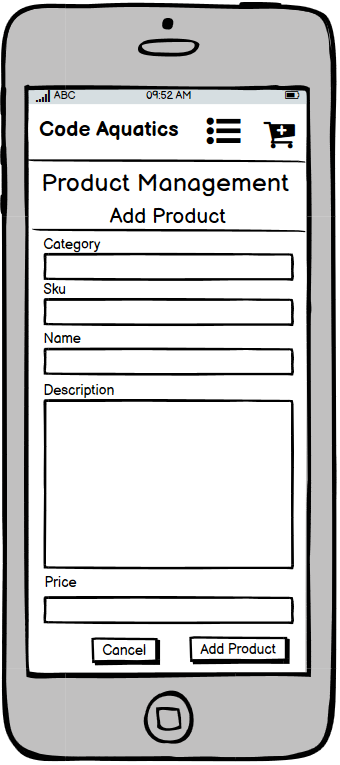 ABC 09:52 AM
Code Aquatics
Product Management
Add Product
Category
Sku
Name
Description
Price
Cancel Add Product